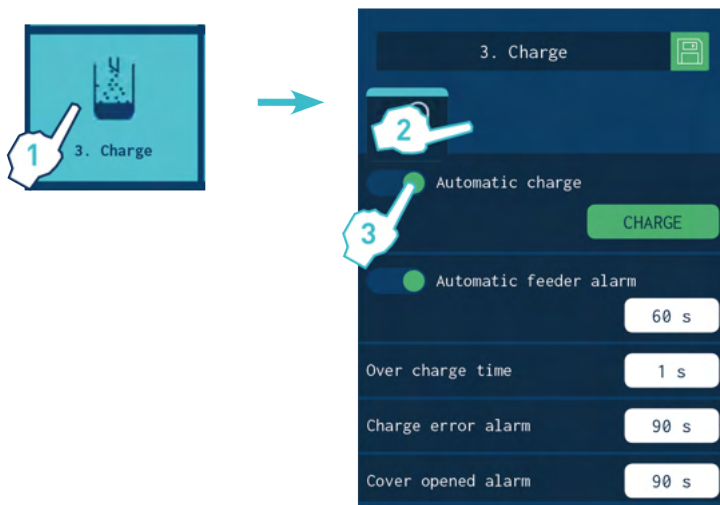 1
3. Charge
3. Charge
2
Automatic charge
3
CHARGE
Automatic feeder alarm
60 s
Over charge time
1 s
Charge error alarm
90 s
Cover opened alarm
90 s